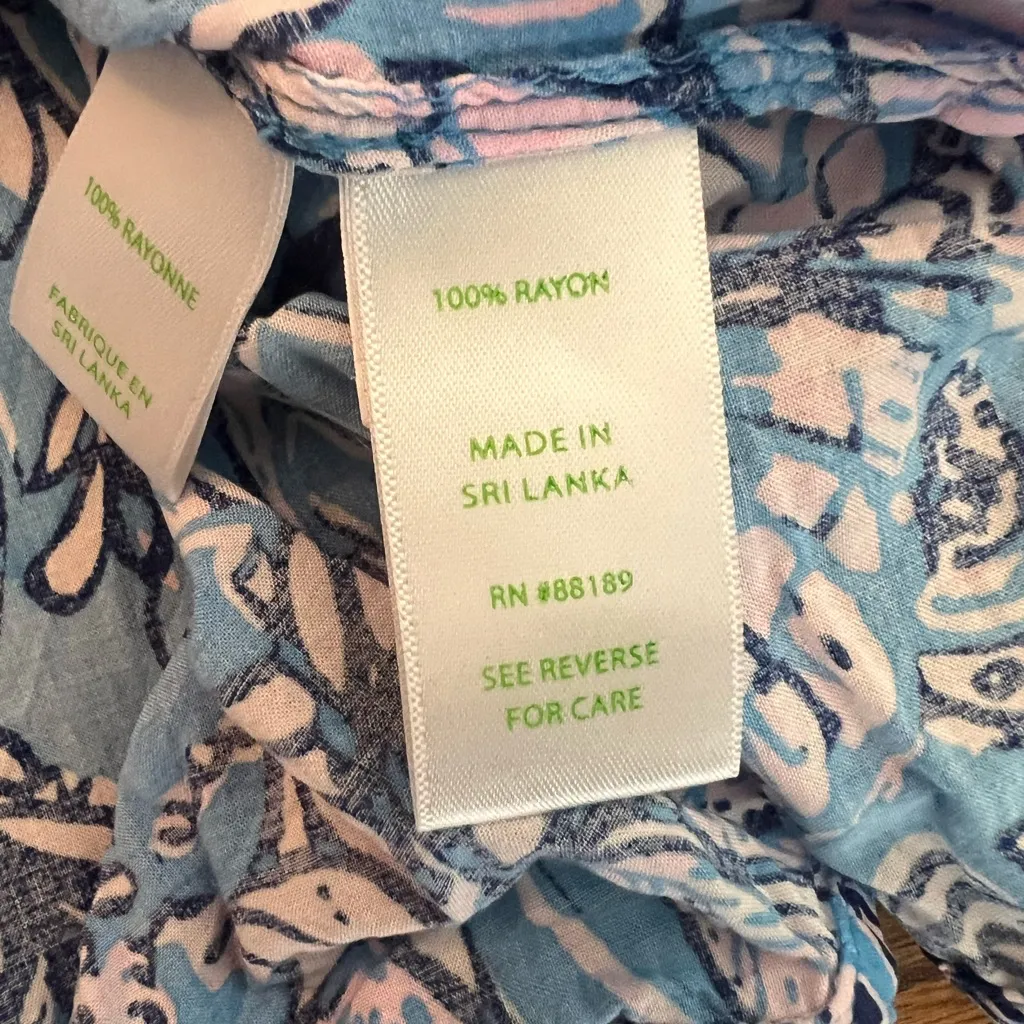 100% RAYONNE
FABRIQUE EN
SRI LANKA
100% RAYON
MADE IN
SRI LANKA
RN #88189
SEE REVERSE
FOR CARE